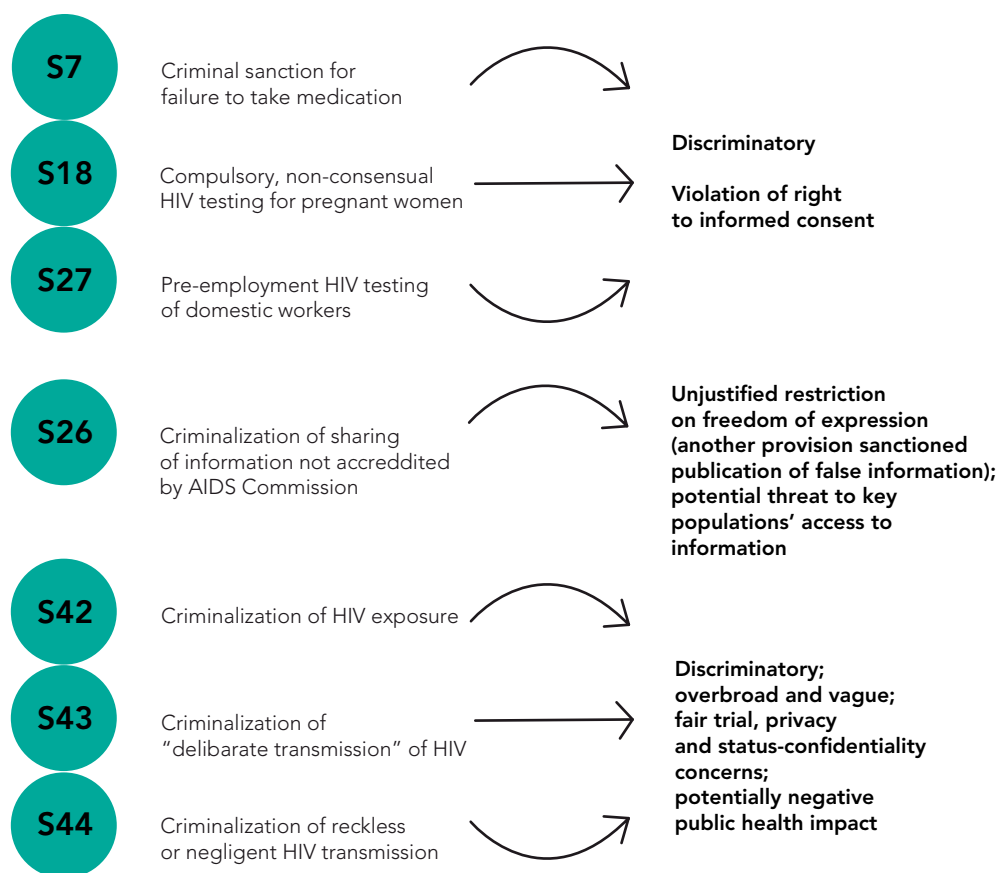 S7
Criminal sanction for
failure to take medication
S18
Compulsory, non-consensual
HIV testing for pregnant women
S27
Pre-employment HIV testing
of domestic workers
Discriminatory
Violation of right
to informed consent
S26
Criminalization of sharing
of information not accreddited
by AIDS Commission
Unjustified restriction
on freedom of expression
(another provision sanctioned
publication of false information);
potential threat to key
populations’ access to
information
S42
Criminalization of HIV exposure
S43
Criminalization of
“delibarate transmission” of HIV
S44
Criminalization of reckless
or negligent HIV transmission
Discriminatory;
overbroad and vague;
fair trial, privacy
and status-confidentiality
concerns;
potentially negative
public health impact